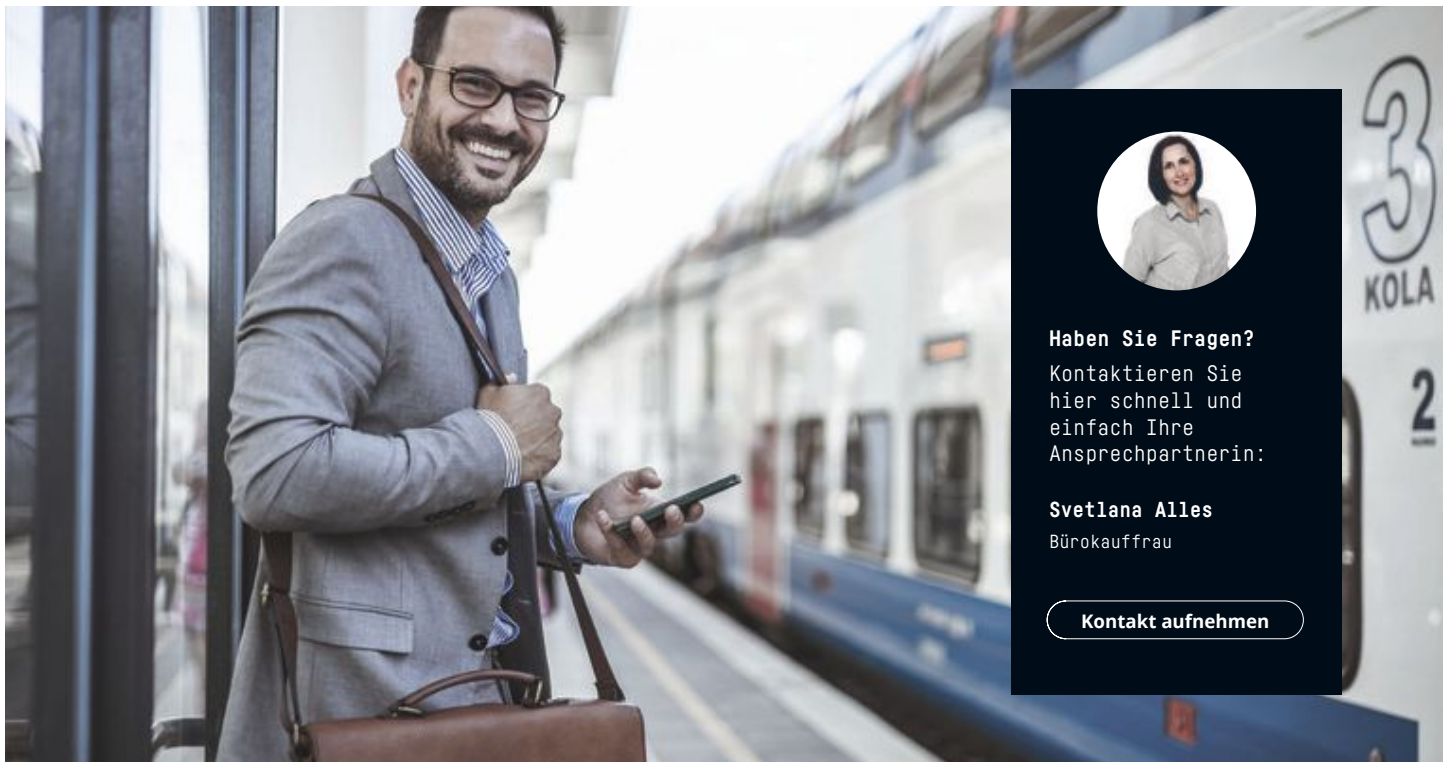 3
KOLA
2
Haben Sie Fragen?
Kontaktieren Sie
hier schnell und
einfach Ihre
Ansprechpartnerin:
Svetlana Alles
Bürokauffrau
Kontakt aufnehmen